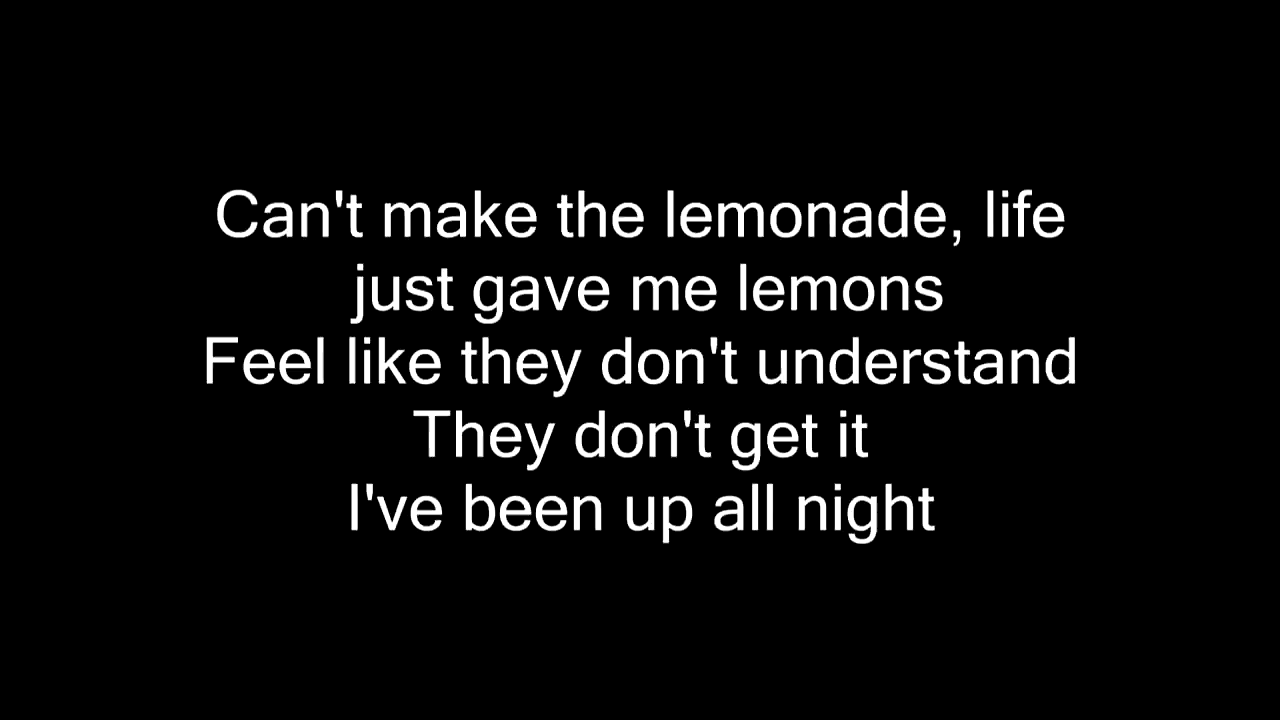 Can't make the lemonade, life
just gave me lemons
Feel like they don't understand
They don't get it
I've been up all night